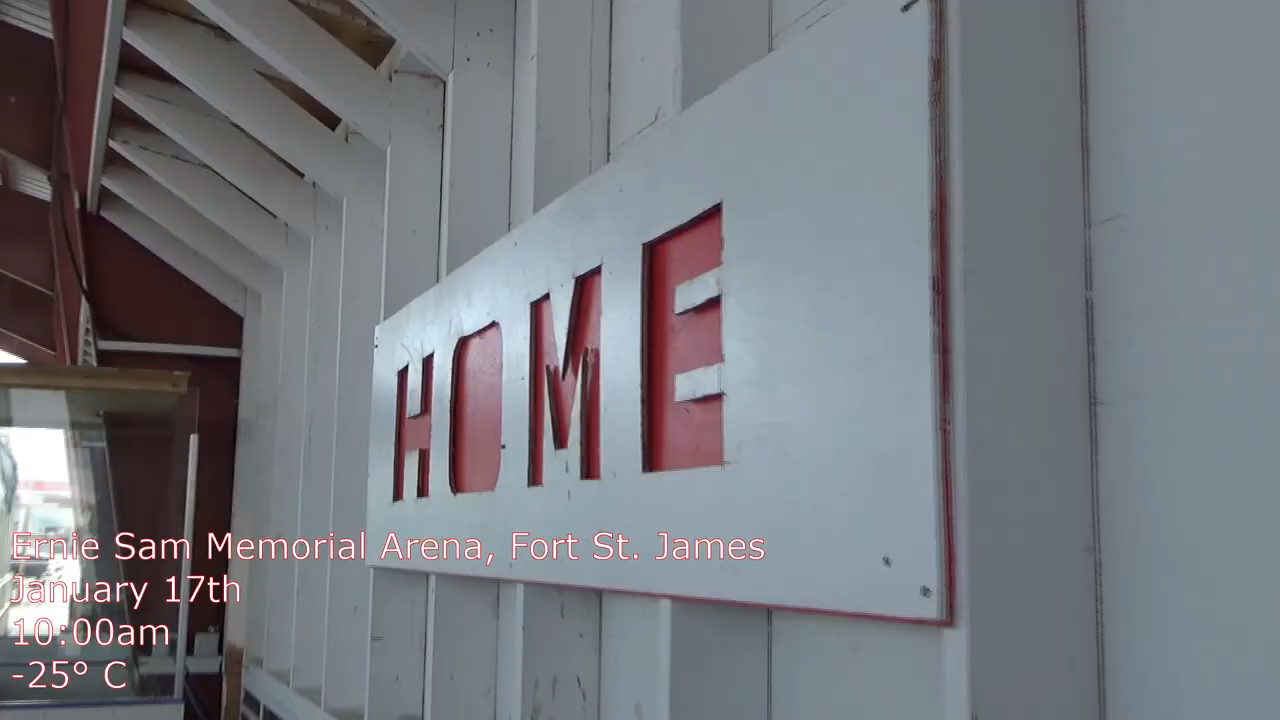 HOME
Ernie Sam Memorial Arena, Fort St. James
January 17th
10:00am
-25° C